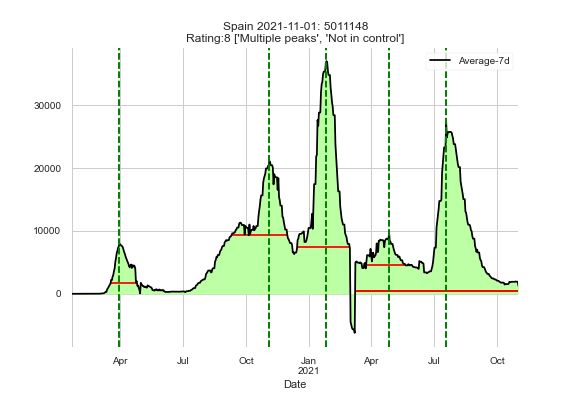 Spain 2021-11-01: 5011148
Rating:8 ['Multiple peaks', 'Not in control']
Average-7d
30000
20000
10000
0
Apr
Jul
Oct
Jan
2021
Apr
Jul
Oct
Date